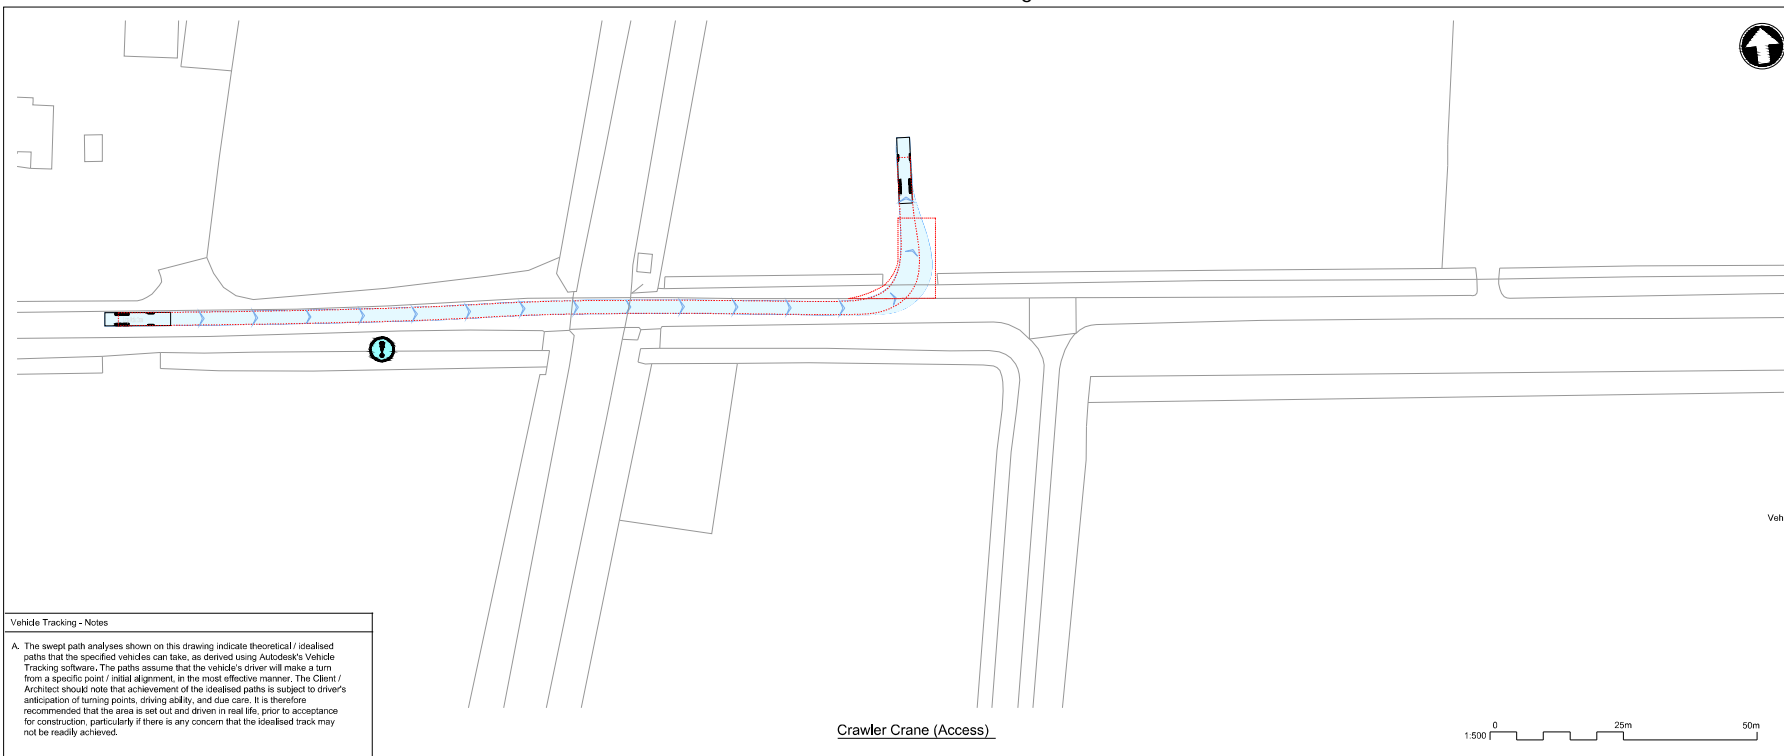 Vehicle Tracking - Notes
A. The swept path analyses shown on this drawing indicate theoretical / idealised
paths that the specified vehicles can take, as derived using Autodesk's Vehicle
Tracking software. The paths assume that the vehicle's driver will make a turn
from a specific point / initial alignment, in the most effective manner. The Client /
Architect should note that achievement of the idealised paths is subject to driver's
anticipation of turning points, driving ability, and due care. It is therefore
recommended that the area is set out and driven in real life, prior to acceptance
for construction, particularly if there is any concern that the idealised track may
not be readily achieved.
Crawler Crane (Access)
Veh
0 25m 50m
1:500